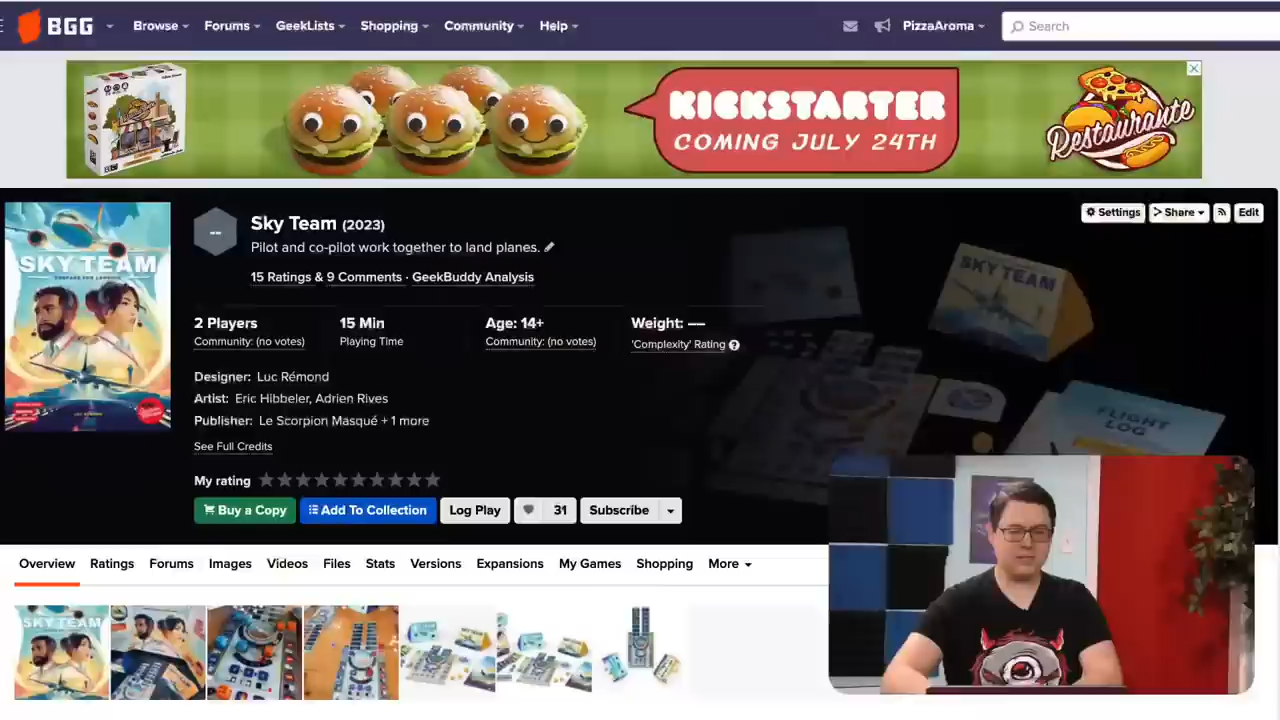 BGG
Browse
Forums
GeekLists
Shopping
Community
Help
PizzaAroma
Search
KICKSTARTER
COMING JULY 24TH
Restaurante
Sky Team (2023)
Pilot and co-pilot work together to land planes.
15 Ratings & 9 Comments · GeekBuddy Analysis
Settings
Share
Edit
SKY TEAM
SKY TEAM
FLIGHT
LOG
2 Players
15 Min
Age: 14+
Weight: —
Community: (no votes)
Playing Time
Community: (no votes)
'Complexity' Rating
Designer: Luc Rémond
Artist: Eric Hibbeler, Adrien Rives
Publisher: Le Scorpion Masqué + 1 more
See Full Credits
My rating
Buy a Copy
Add To Collection
Log Play
31
Subscribe
Overview
Ratings
Forums
Images
Videos
Files
Stats
Versions
Expansions
My Games
Shopping
More
SKY TEAM